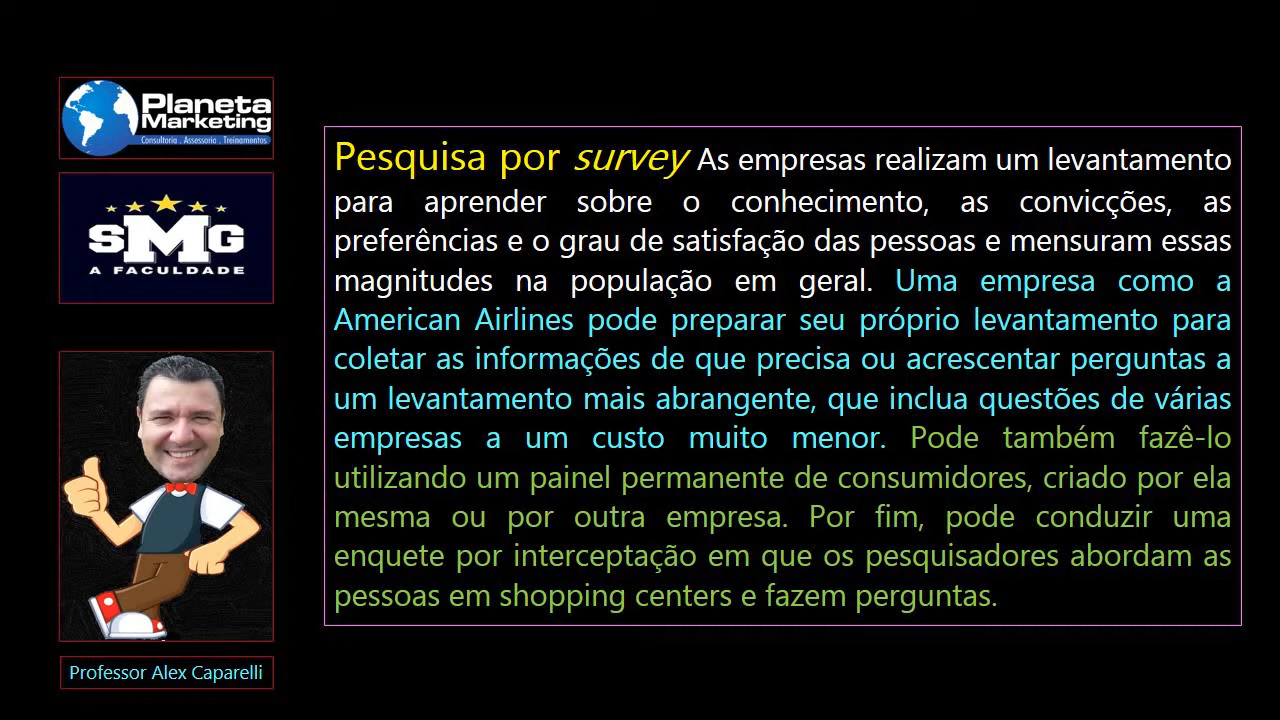 Planeta
Marketing
Consultoria . Assessoria . Treinamentos
SMG
A FACULDADE
Professor Alex Caparelli
Pesquisa por survey As empresas realizam um levantamento
para aprender sobre o conhecimento, as convicções, as
preferências e o grau de satisfação das pessoas e mensuram essas
magnitudes na população em geral. Uma empresa como a
American Airlines pode preparar seu próprio levantamento para
coletar as informações de que precisa ou acrescentar perguntas a
um levantamento mais abrangente, que inclua questões de várias
empresas a um custo muito menor. Pode também fazê-lo
utilizando um painel permanente de consumidores, criado por ela
mesma ou por outra empresa. Por fim, pode conduzir uma
enquete por interceptação em que os pesquisadores abordam as
pessoas em shopping centers e fazem perguntas.